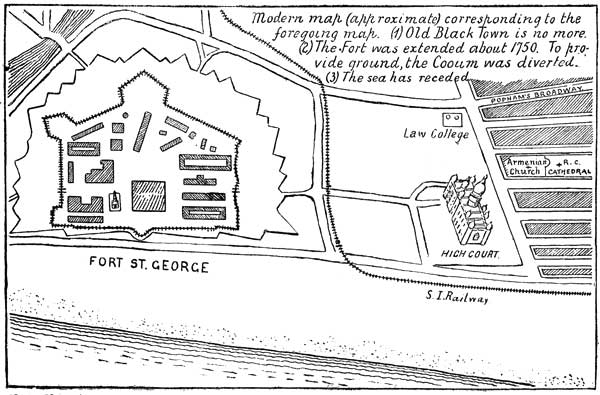 Modern map (approximate) corresponding to the
foregoing map. (1) Old Black Town is no more.
(2) The Fort was extended about 1750. To pro-
vide ground, the Cooum was diverted.
(3) The sea has receded
POPHAM'S BROADWAY.
Law College
Armenian
Church
R. C.
CATHEDRAL
HIGH COURT.
FORT ST. GEORGE
S. I. Railway